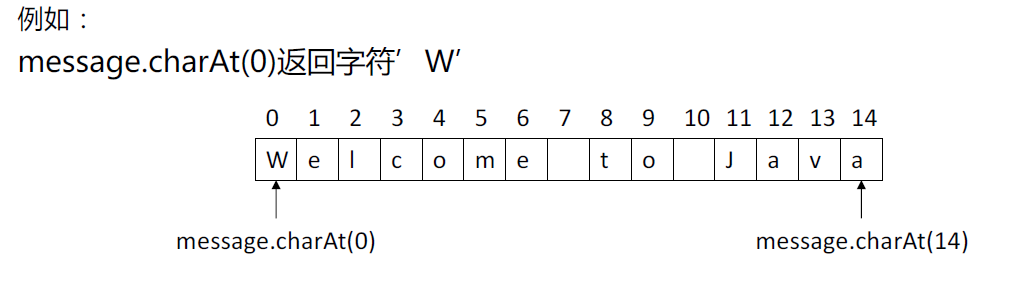 例如：
message.charAt(0)返回字符’W’
0 1 2 3 4 5 6 7 8 9 10 11 12 13 14
W e l c o m e t o J a v a
message.charAt(0) message.charAt(14)